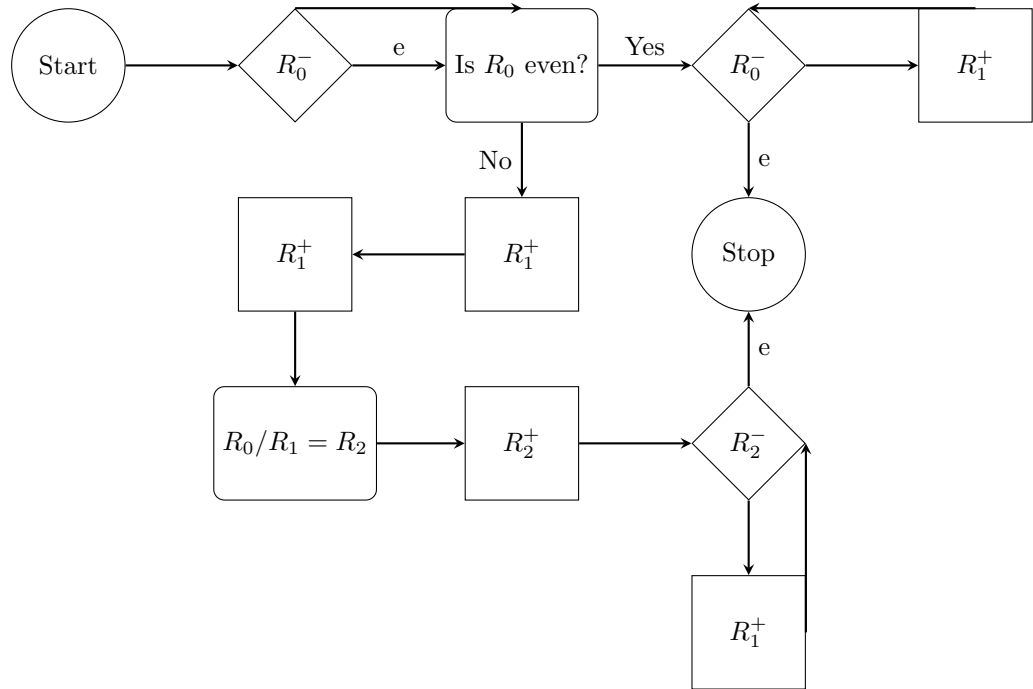 Start
$R_0^-$
e
Is $R_0$ even?
Yes
$R_0^-$
$R_1^+$
No
e
$R_1^+$
$R_1^+$
Stop
e
$R_0/R_1 = R_2$
$R_2^+$
$R_2^-$
$R_1^+$